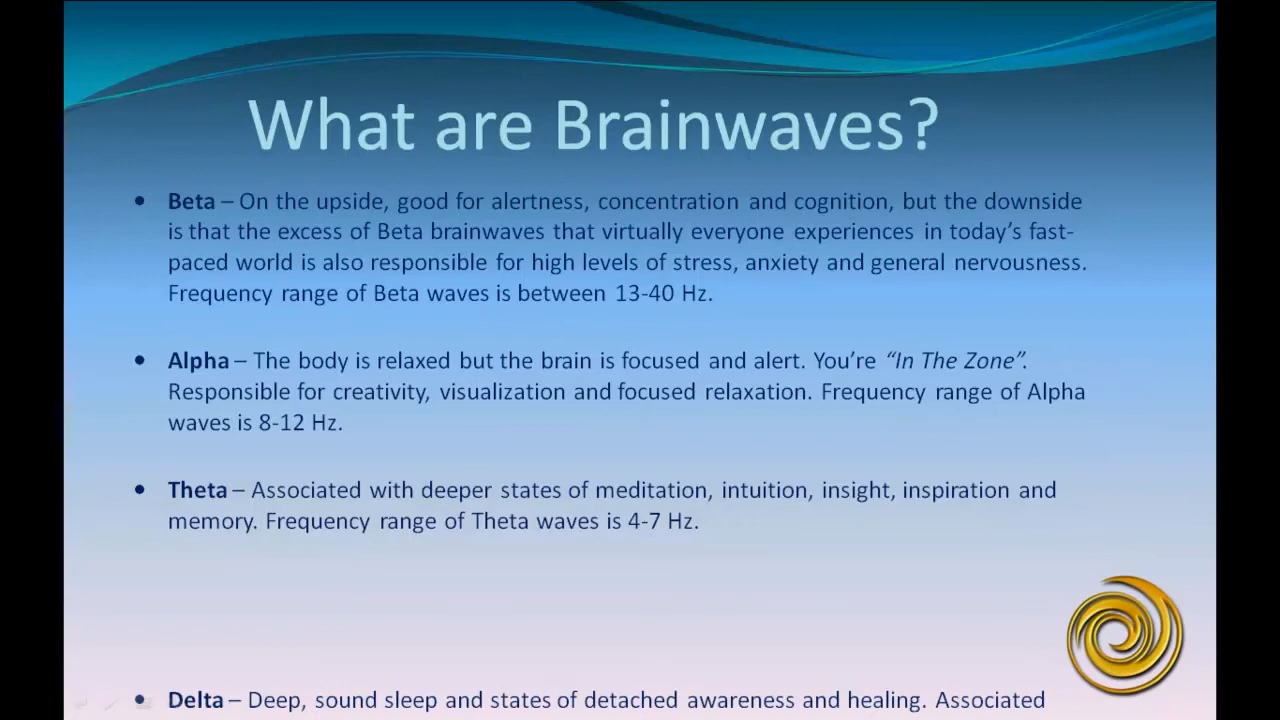 What are Brainwaves?
• Beta – On the upside, good for alertness, concentration and cognition, but the downside
is that the excess of Beta brainwaves that virtually everyone experiences in today’s fast-
paced world is also responsible for high levels of stress, anxiety and general nervousness.
Frequency range of Beta waves is between 13-40 Hz.
• Alpha – The body is relaxed but the brain is focused and alert. You’re “In The Zone”.
Responsible for creativity, visualization and focused relaxation. Frequency range of Alpha
waves is 8-12 Hz.
• Theta – Associated with deeper states of meditation, intuition, insight, inspiration and
memory. Frequency range of Theta waves is 4-7 Hz.
• Delta – Deep, sound sleep and states of detached awareness and healing. Associated